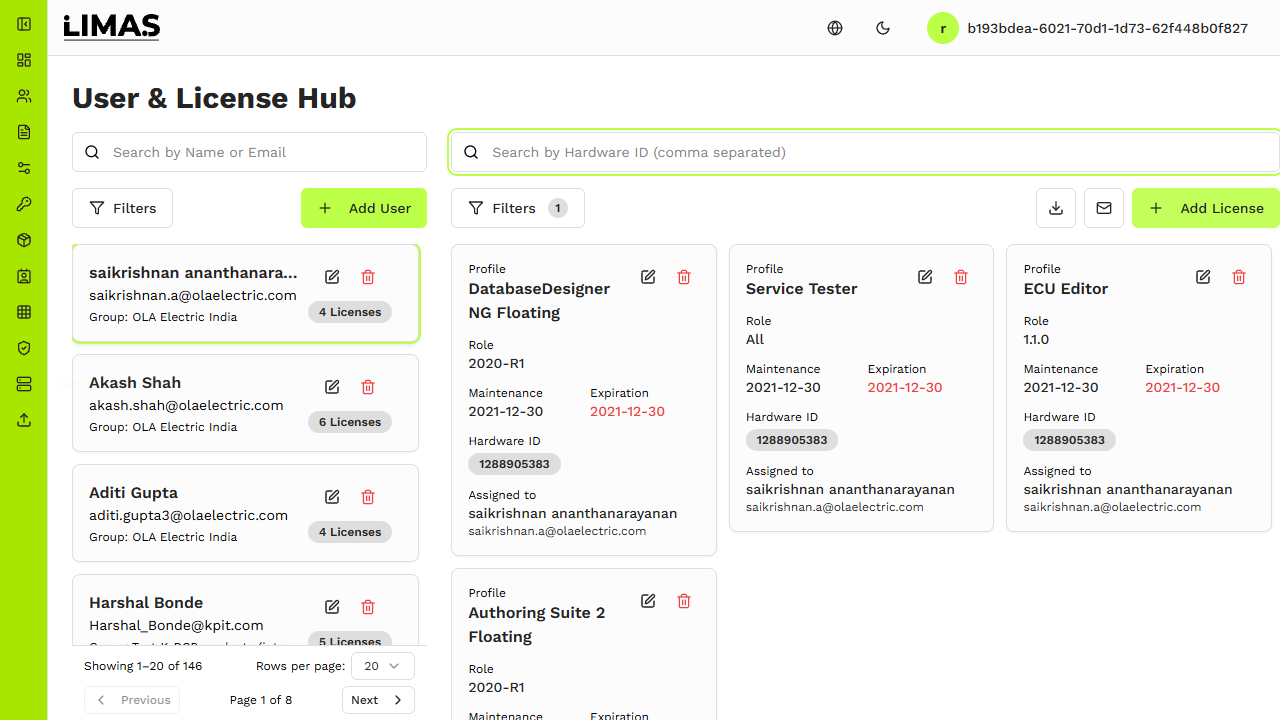 LIMAS
r
b193bdea-6021-70d1-1d73-62f448b0f827
User & License Hub
Search by Name or Email
Search by Hardware ID (comma separated)
Filters
Add User
Filters
1
Add License
saikrishnan ananthanara...
saikrishnan.a@olaelectric.com
Group: OLA Electric India
4 Licenses
Akash Shah
akash.shah@olaelectric.com
Group: OLA Electric India
6 Licenses
Aditi Gupta
aditi.gupta3@olaelectric.com
Group: OLA Electric India
4 Licenses
Harshal Bonde
Harshal_Bonde@kpit.com
5 Licenses
Showing 1–20 of 146
Rows per page:
20
Previous
Page 1 of 8
Next
Profile
DatabaseDesigner
NG Floating
Role
2020-R1
Maintenance
Expiration
2021-12-30
2021-12-30
Hardware ID
1288905383
Assigned to
saikrishnan ananthanarayanan
saikrishnan.a@olaelectric.com
Profile
Service Tester
Role
All
Maintenance
Expiration
2021-12-30
2021-12-30
Hardware ID
1288905383
Assigned to
saikrishnan ananthanarayanan
saikrishnan.a@olaelectric.com
Profile
ECU Editor
Role
1.1.0
Maintenance
Expiration
2021-12-30
2021-12-30
Hardware ID
1288905383
Assigned to
saikrishnan ananthanarayanan
saikrishnan.a@olaelectric.com
Profile
Authoring Suite 2
Floating
Role
2020-R1
Maintenance
Expiration